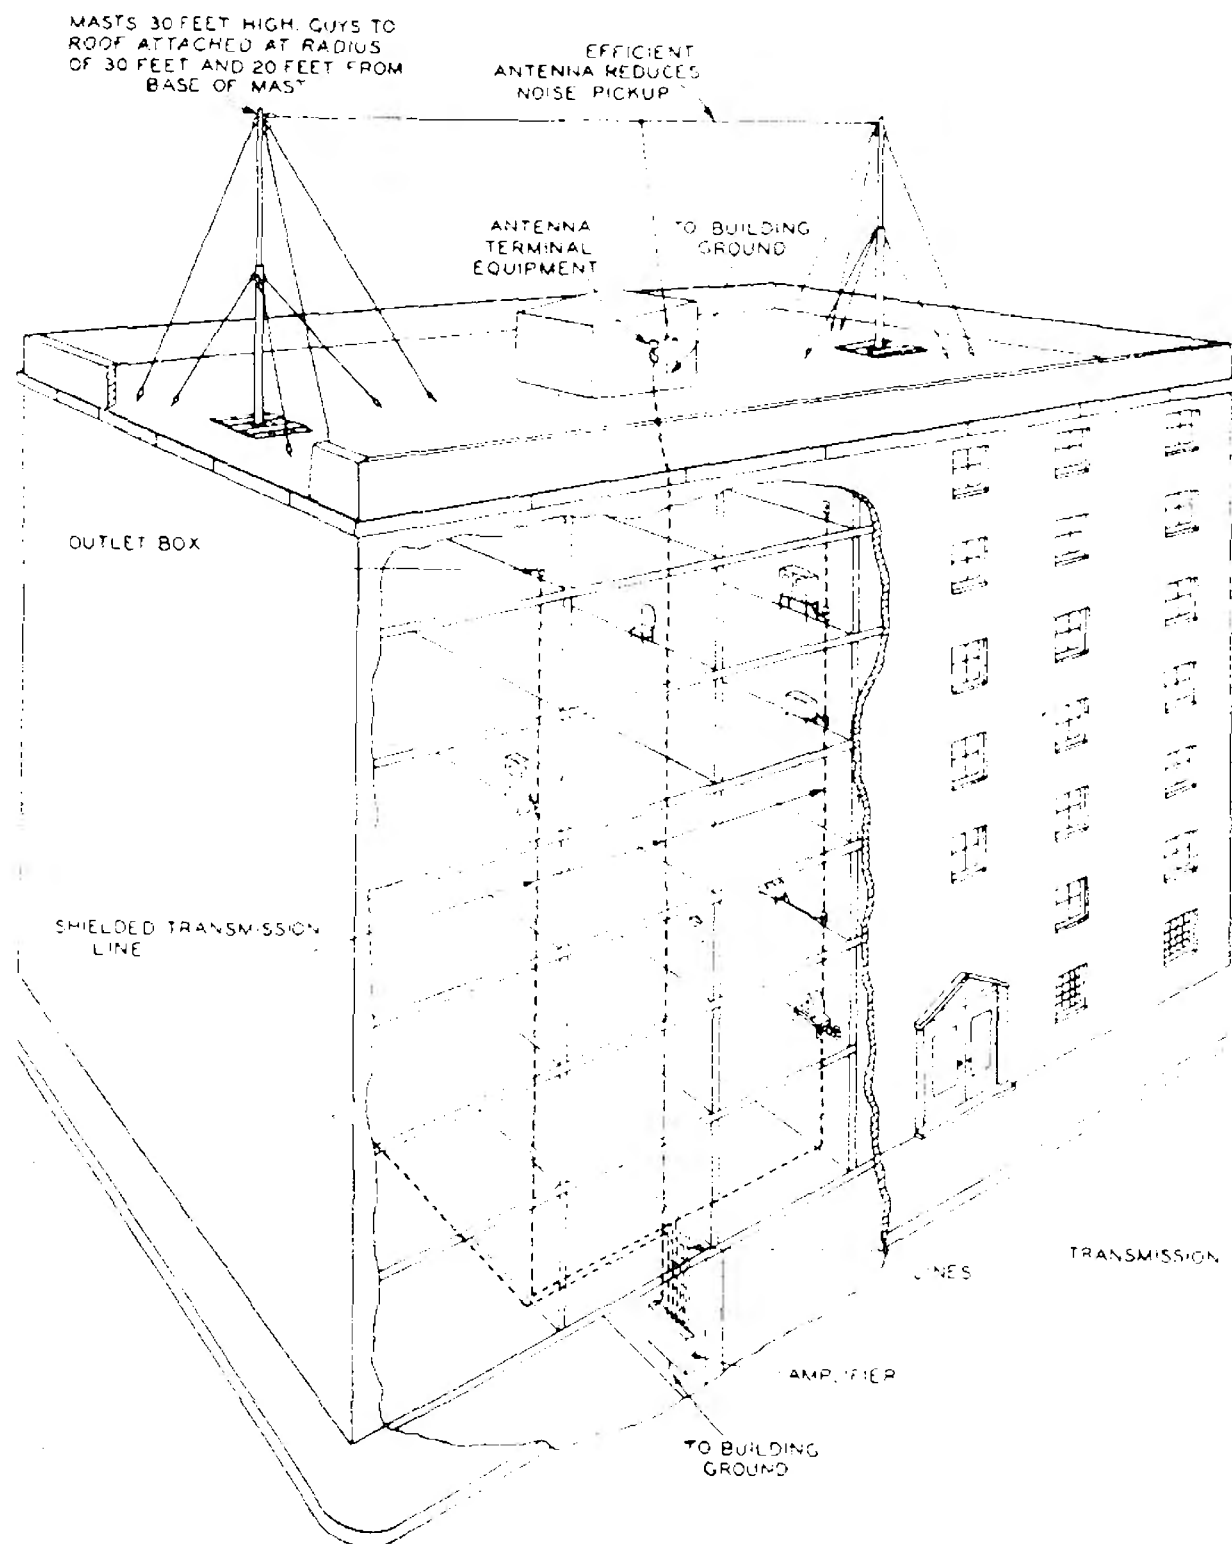 MASTS 30 FEET HIGH. GUYS TO
ROOF ATTACHED AT RADIUS
OF 30 FEET AND 20 FEET FROM
BASE OF MAST
EFFICIENT
ANTENNA REDUCES
NOISE PICKUP
ANTENNA
TERMINAL
EQUIPMENT
TO BUILDING
GROUND
OUTLET BOX
SHIELDED TRANSMISSION
LINE
TRANSMISSION
LINES
AMPLIFIER
TO BUILDING
GROUND